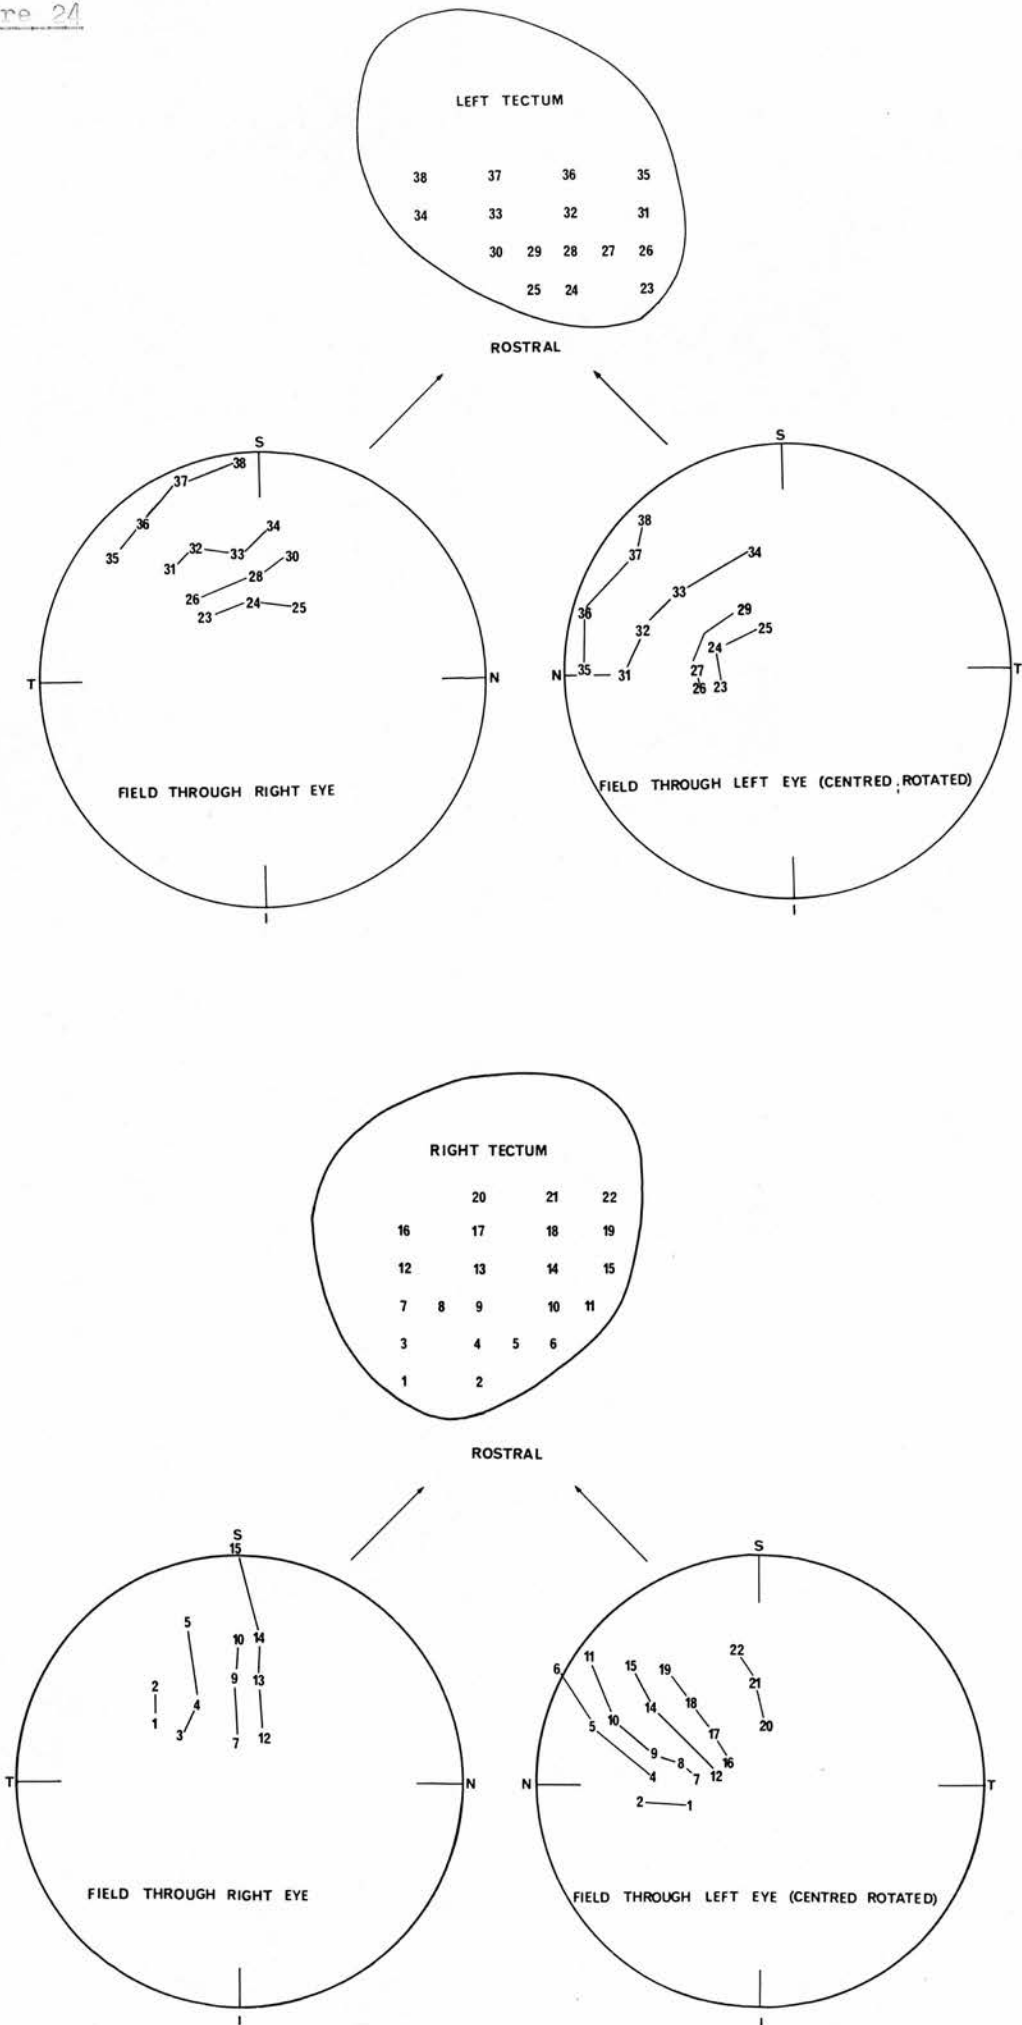 re 24
LEFT TECTUM
38 37 36 35
34 33 32 31
30 29 28 27 26
25 24 23
ROSTRAL
S
38
37
36
35
34
33
32
31
30
28
26
25
24
23
T
N
FIELD THROUGH RIGHT EYE
I
S
38
37
36
35
34
33
32
31
29
25
24
27
26 23
N
T
FIELD THROUGH LEFT EYE (CENTRED ROTATED)
I
RIGHT TECTUM
20 21 22
16 17 18 19
12 13 14 15
7 8 9 10 11
3 4 5 6
1 2
ROSTRAL
S
15
5
10 14
9 13
2
4
1
3
7 12
T
N
FIELD THROUGH RIGHT EYE
I
S
22
11
6
15 19
21
18
14
10
5
20
17
9
8 16
4 7 12
2 1
N
T
FIELD THROUGH LEFT EYE (CENTRED ROTATED)
I